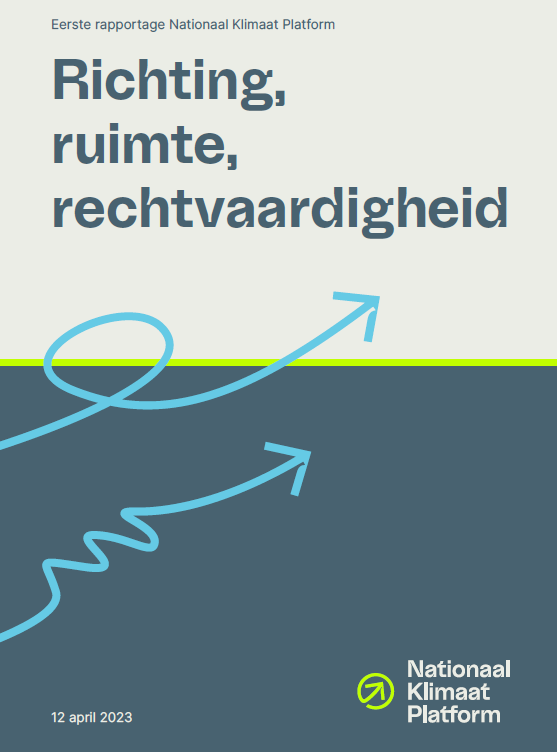 Eerste rapportage Nationaal Klimaat Platform
Richting,
ruimte,
rechtvaardigheid
12 april 2023
Nationaal
Klimaat
Platform